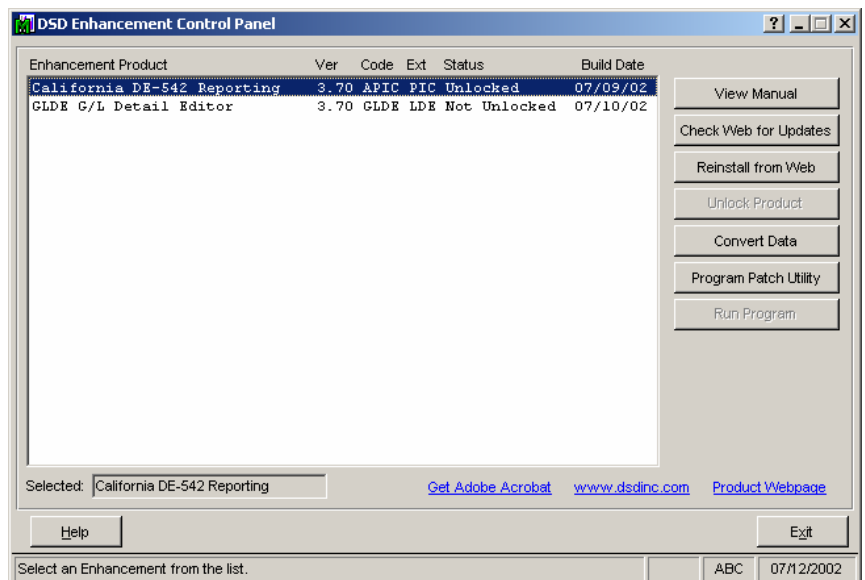 DSD Enhancement Control Panel
Enhancement Product Ver Code Ext Status Build Date
California DE-542 Reporting 3.70 APIC PIC Unlocked 07/09/02
GLDE G/L Detail Editor 3.70 GLDE LDE Not Unlocked 07/10/02
View Manual
Check Web for Updates
Reinstall from Web
Unlock Product
Convert Data
Program Patch Utility
Run Program
Selected: California DE-542 Reporting Get Adobe Acrobat www.dsdinc.com Product Webpage
Help Exit
Select an Enhancement from the list. ABC 07/12/2002